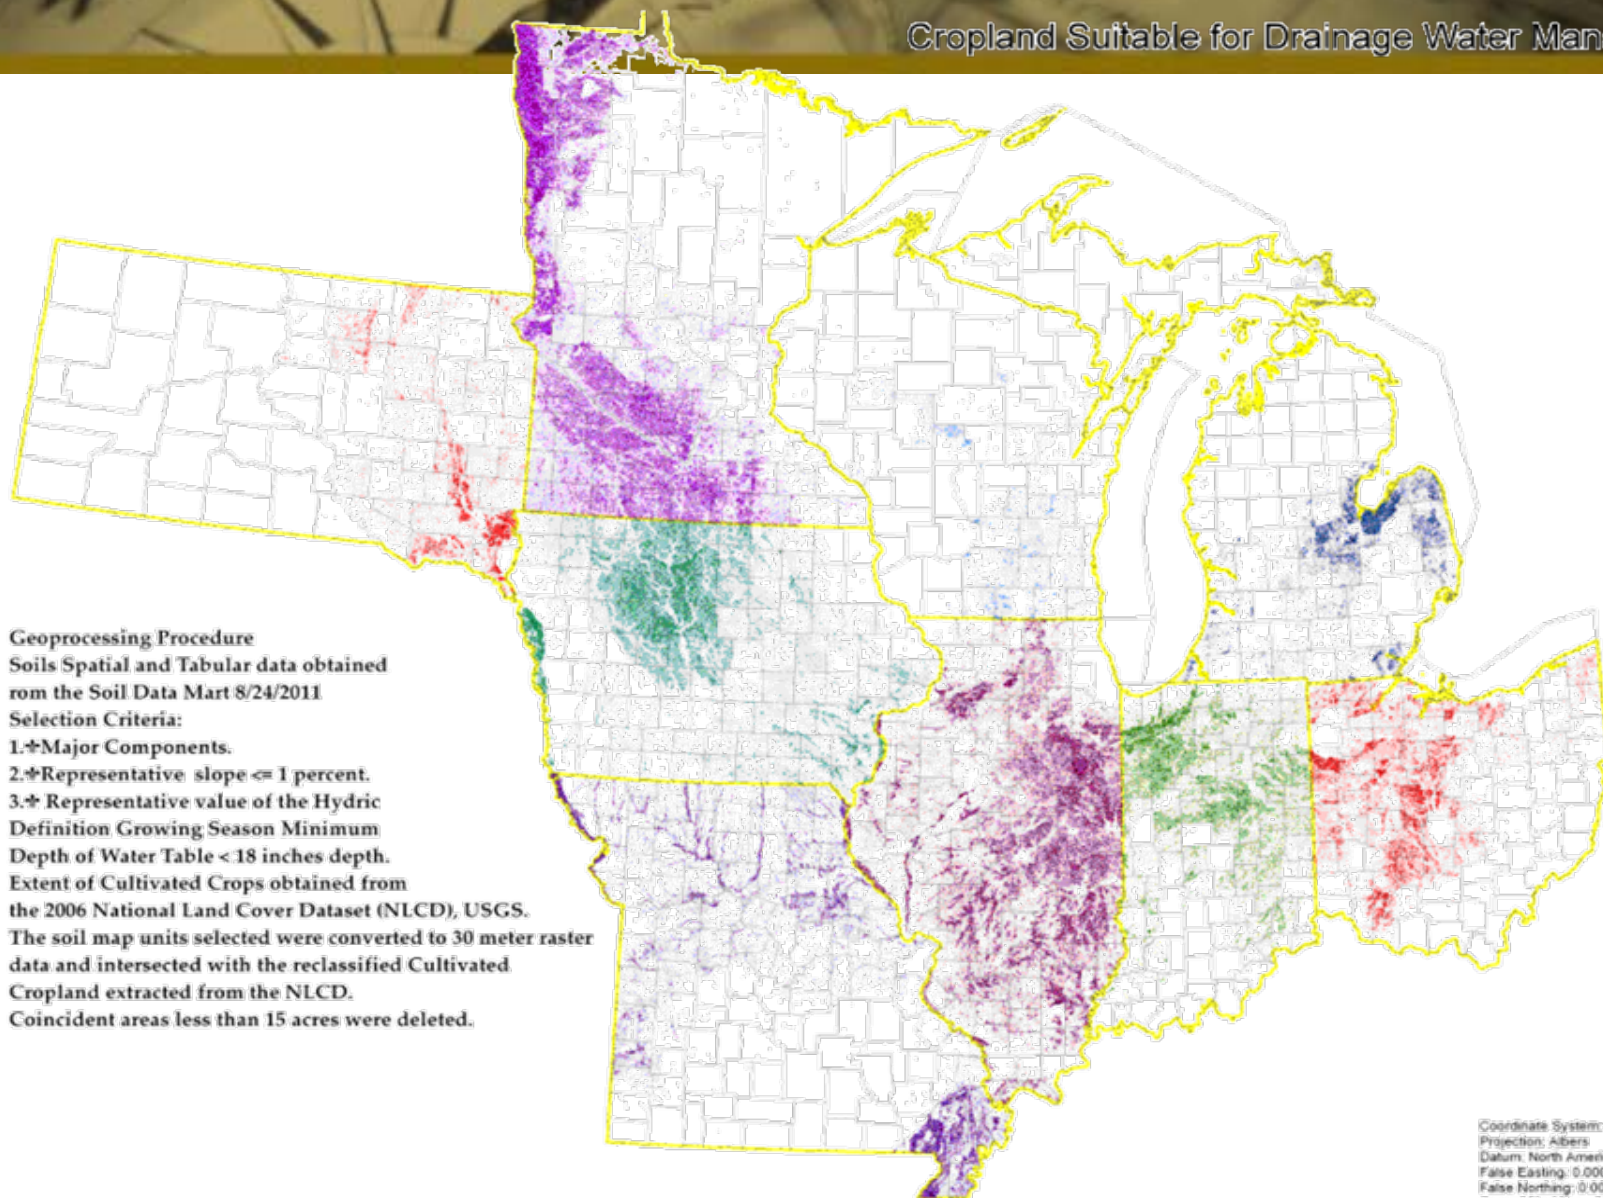 Cropland Suitable for Drainage Water Man
Geoprocessing Procedure
Soils Spatial and Tabular data obtained
rom the Soil Data Mart 8/24/2011
Selection Criteria:
1.✢Major Components.
2.✢Representative slope <= 1 percent.
3.✢ Representative value of the Hydric
Definition Growing Season Minimum
Depth of Water Table < 18 inches depth.
Extent of Cultivated Crops obtained from
the 2006 National Land Cover Dataset (NLCD), USGS.
The soil map units selected were converted to 30 meter raster
data and intersected with the reclassified Cultivated
Cropland extracted from the NLCD.
Coincident areas less than 15 acres were deleted.
Coordinate System:
Projection: Albers
Datum: North Ameri
False Easting: 0.000
False Northing: 0.00